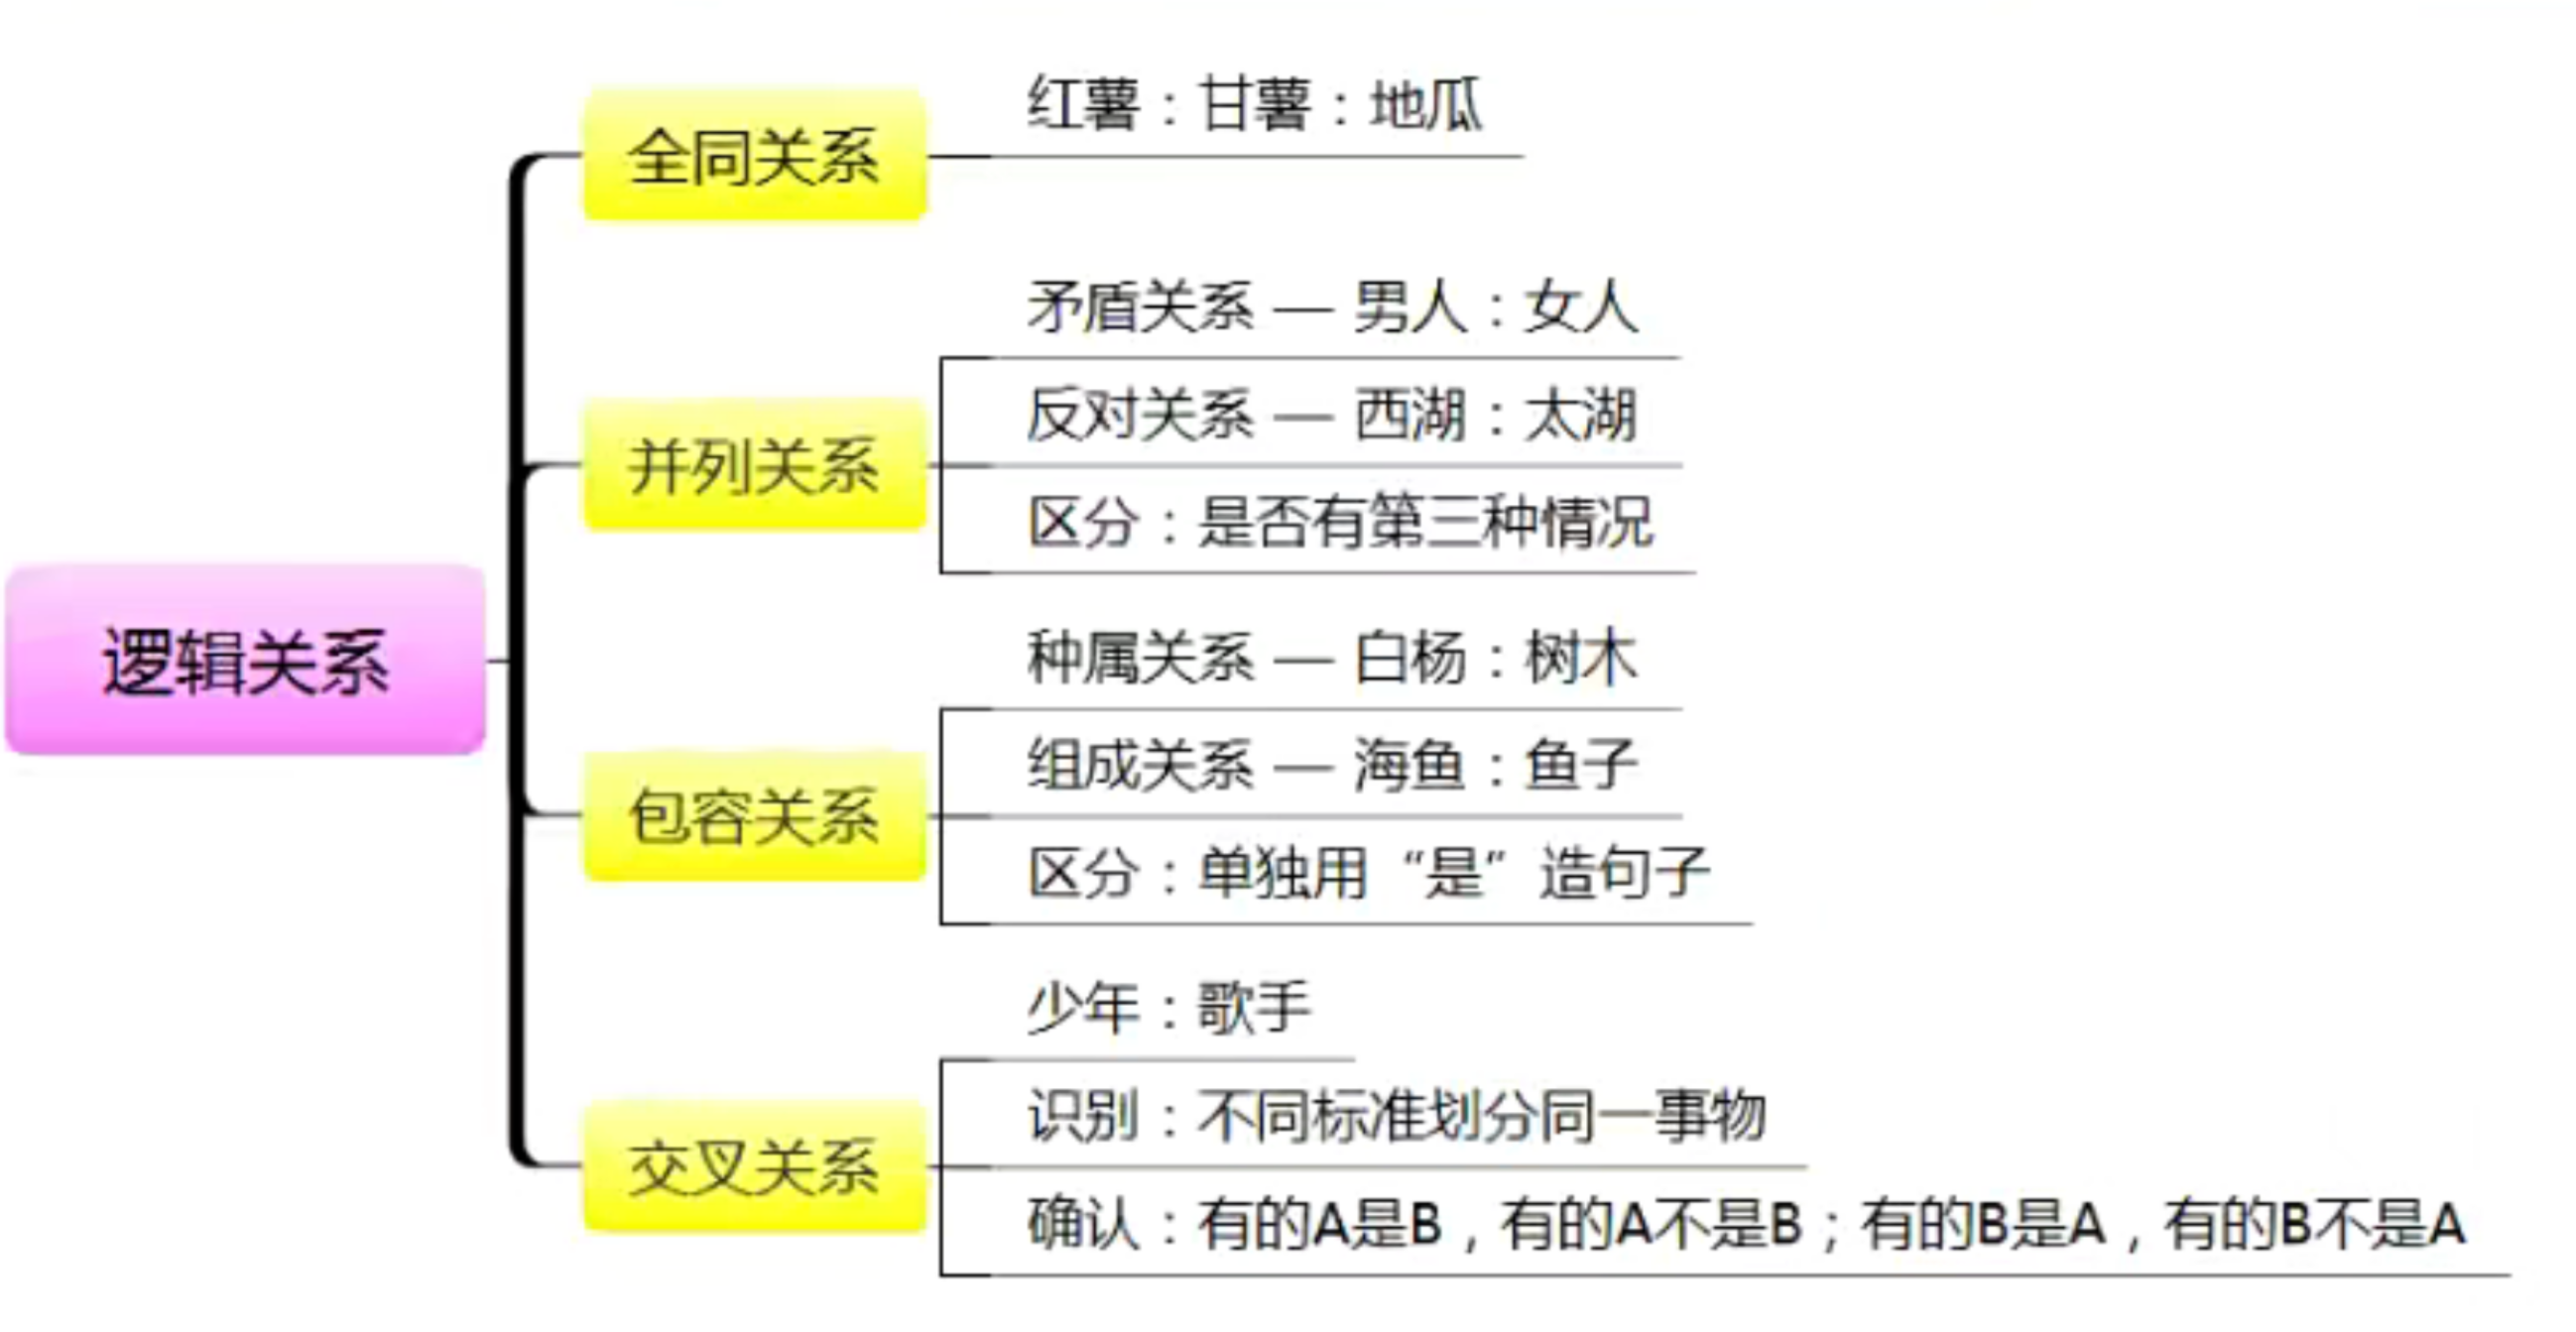 逻辑关系
全同关系
红薯：甘薯：地瓜
并列关系
矛盾关系 — 男人：女人
反对关系 — 西湖：太湖
区分：是否有第三种情况
包容关系
种属关系 — 白杨：树木
组成关系 — 海鱼：鱼子
区分：单独用“是”造句子
交叉关系
少年：歌手
识别：不同标准划分同一事物
确认：有的A是B，有的A不是B；有的B是A，有的B不是A